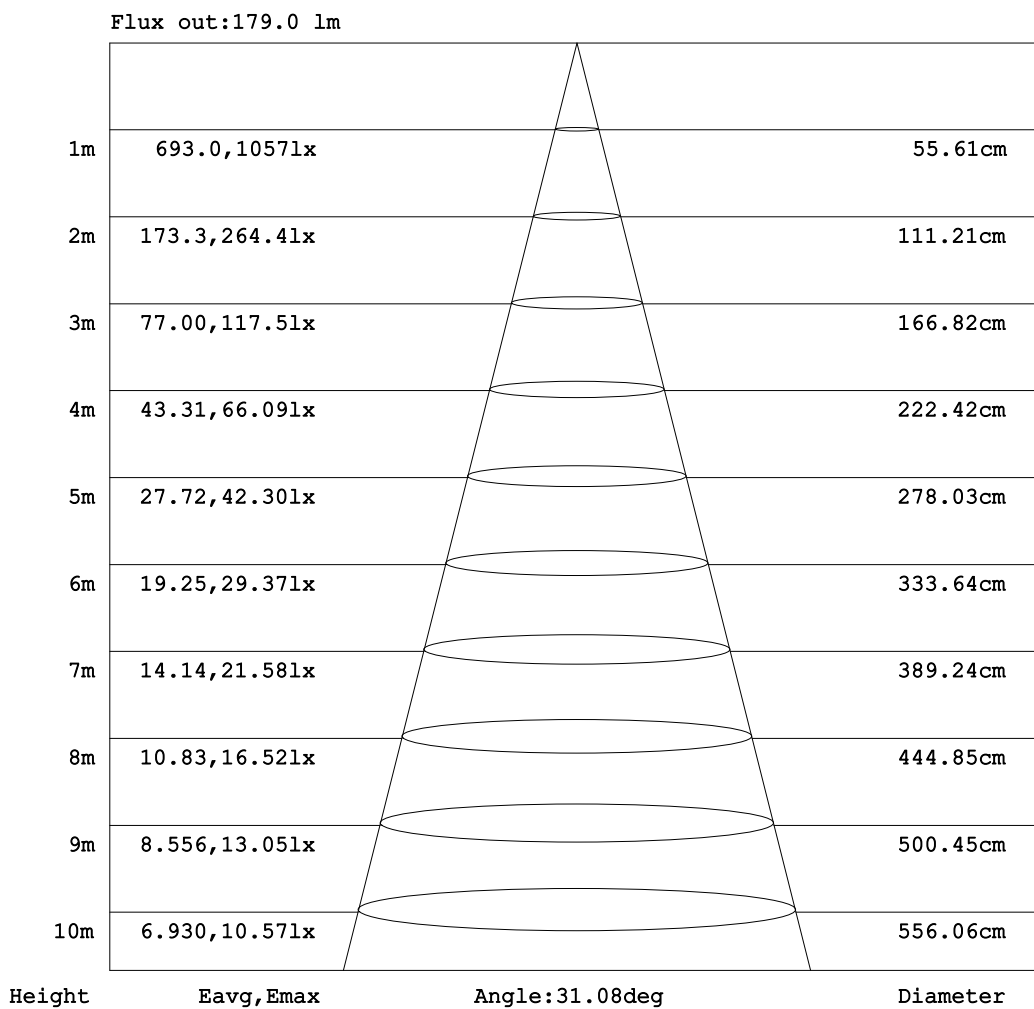 Flux out:179.0 lm
1m 693.0,1057lx 55.61cm
2m 173.3,264.4lx 111.21cm
3m 77.00,117.5lx 166.82cm
4m 43.31,66.09lx 222.42cm
5m 27.72,42.30lx 278.03cm
6m 19.25,29.37lx 333.64cm
7m 14.14,21.58lx 389.24cm
8m 10.83,16.52lx 444.85cm
9m 8.556,13.05lx 500.45cm
10m 6.930,10.57lx 556.06cm
Height Eavg,Emax Angle:31.08deg Diameter